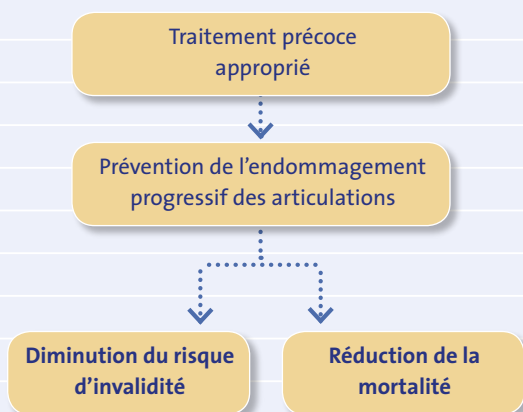 Traitement précoce
approprié
Prévention de l'endommagement
progressif des articulations
Diminution du risque
d'invalidité
Réduction de la
mortalité